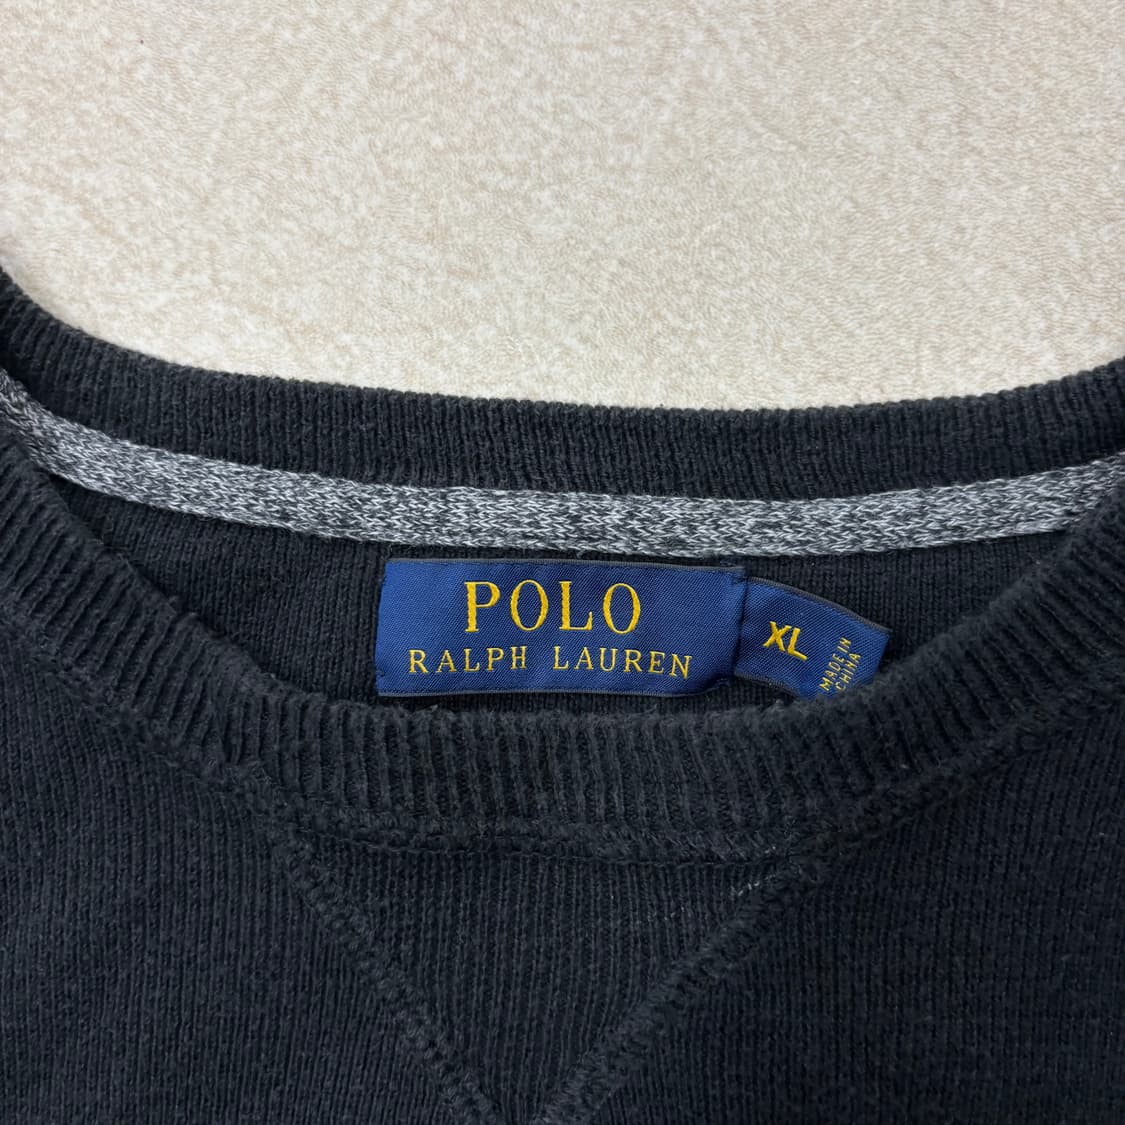 POLO
RALPH LAUREN
XL
MADE IN
CHINA